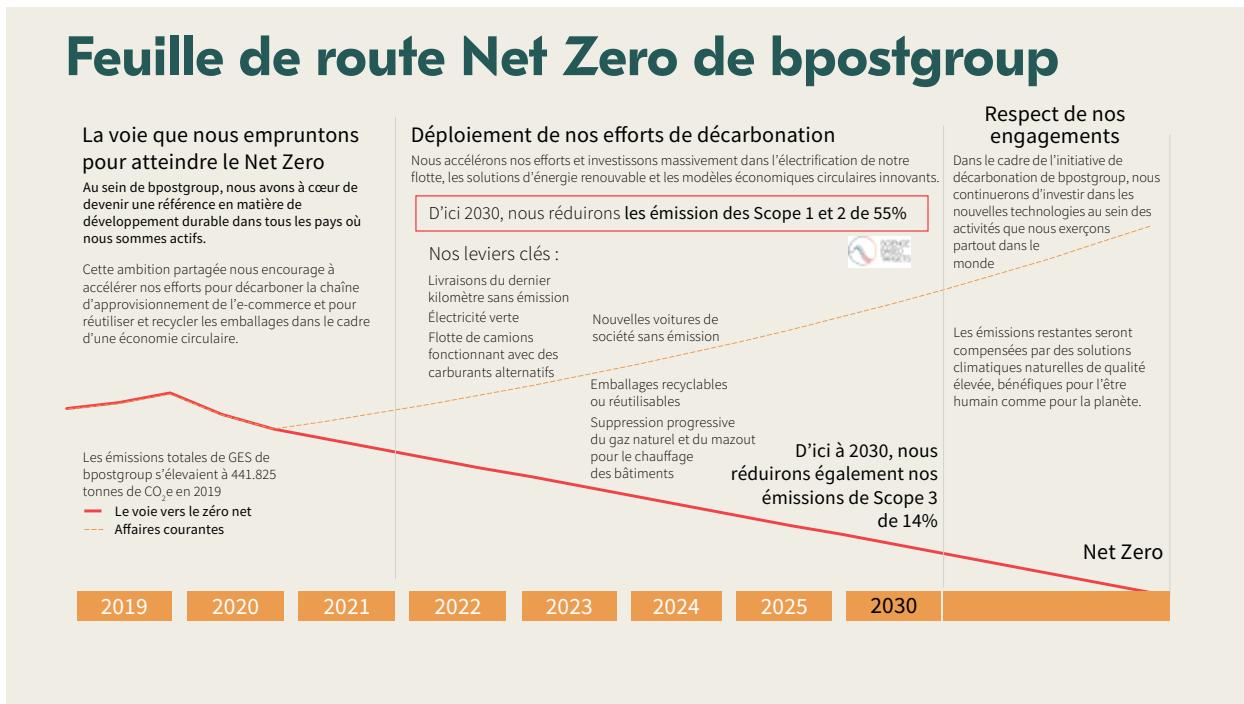 Feuille de route Net Zero de bpostgroup
La voie que nous empruntons
pour atteindre le Net Zero
Au sein de bpostgroup, nous avons à cœur de
devenir une référence en matière de
développement durable dans tous les pays où
nous sommes actifs.
Cette ambition partagée nous encourage à
accélérer nos efforts pour décarboner la chaîne
d'approvisionnement de l'e-commerce et pour
réutiliser et recycler les emballages dans le cadre
d'une économie circulaire.
Les émissions totales de GES de
bpostgroup s'élevaient à 441.825
tonnes de CO₂e en 2019
Le voie vers le zéro net
Affaires courantes
Déploiement de nos efforts de décarbonation
Nous accélérons nos efforts et investissons massivement dans l'électrification de notre
flotte, les solutions d'énergie renouvable et les modèles économiques circulaires innovants.
D'ici 2030, nous réduirons les émission des Scope 1 et 2 de 55%
SCIENCE
BASED
TARGETS
Nos leviers clés :
Livraisons du dernier
kilomètre sans émission
Électricité verte
Flotte de camions
fonctionnant avec des
carburants alternatifs
Nouvelles voitures de
société sans émission
Emballages recyclables
ou réutilisables
Suppression progressive
du gaz naturel et du mazout
pour le chauffage
des bâtiments
D'ici à 2030, nous
réduirons également nos
émissions de Scope 3
de 14%
Respect de nos
engagements
Dans le cadre de l'initiative de
décarbonation de bpostgroup, nous
continuerons d'investir dans les
nouvelles technologies au sein des
activités que nous exerçons
partout dans le
monde
Les émissions restantes seront
compensées par des solutions
climatiques naturelles de qualité
élevée, bénéfiques pour l'être
humain comme pour la planète.
Net Zero
2019 2020 2021 2022 2023 2024 2025 2030